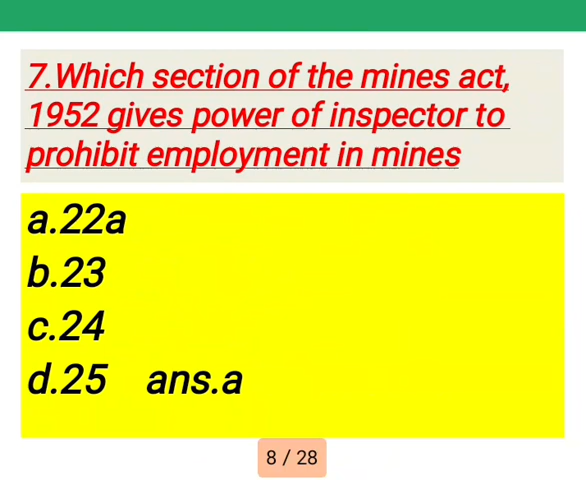 7.Which section of the mines act,
1952 gives power of inspector to
prohibit employment in mines
a.22a
b.23
c.24
d.25 ans.a
8 / 28